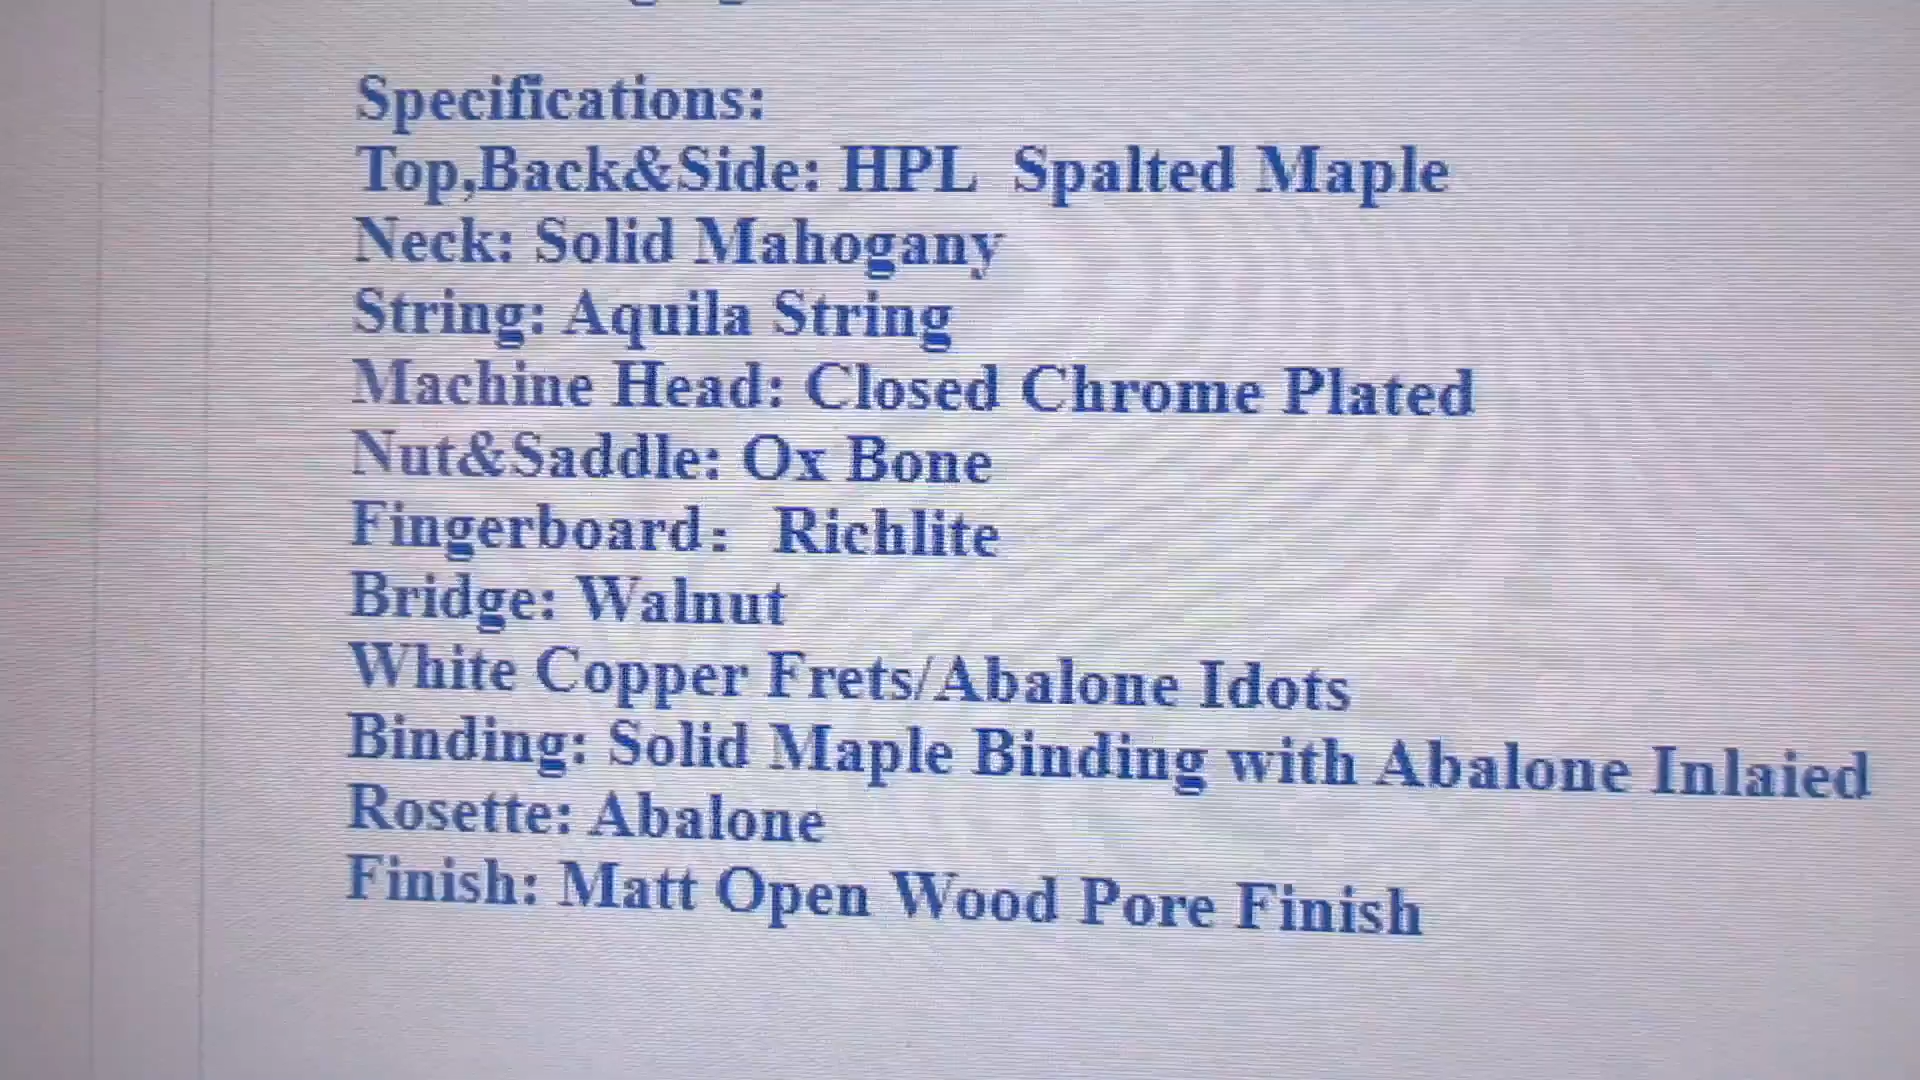 Specifications:
Top,Back&Side: HPL  Spalted Maple
Neck: Solid Mahogany
String: Aquila String
Machine Head: Closed Chrome Plated
Nut&Saddle: Ox Bone
Fingerboard:  Richlite
Bridge: Walnut
White Copper Frets/Abalone Idots
Binding: Solid Maple Binding with Abalone Inlaied
Rosette: Abalone
Finish: Matt Open Wood Pore Finish